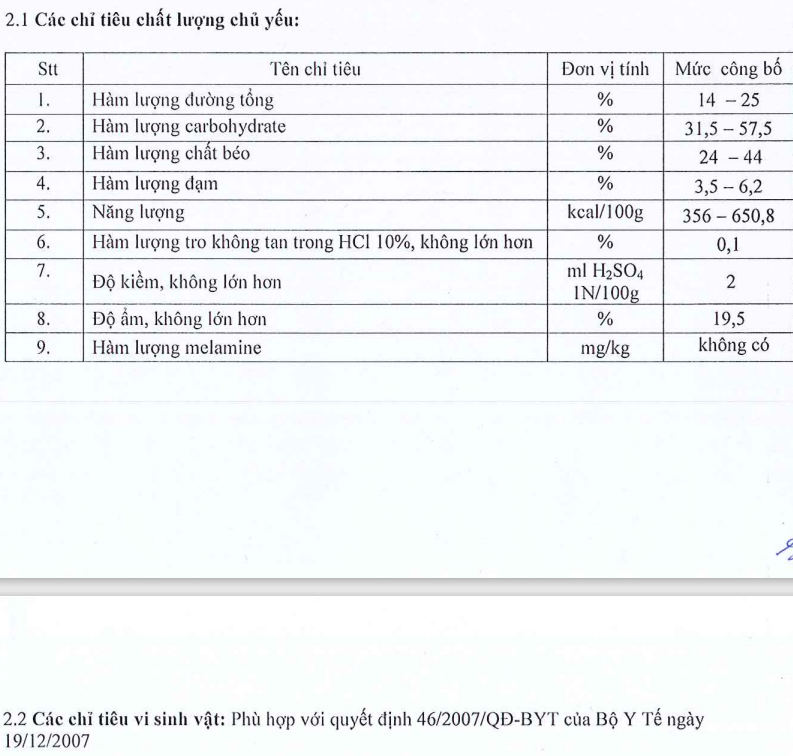 2.1 Các chỉ tiêu chất lượng chủ yếu:
Stt Tên chỉ tiêu Đơn vị tính Mức công bố
1. Hàm lượng đường tổng % 14 – 25
2. Hàm lượng carbohydrate % 31,5 – 57,5
3. Hàm lượng chất béo % 24 – 44
4. Hàm lượng đạm % 3,5 – 6,2
5. Năng lượng kcal/100g 356 – 650,8
6. Hàm lượng tro không tan trong HCl 10%, không lớn hơn % 0,1
7. Độ kiềm, không lớn hơn ml H₂SO₄ 1N/100g 2
8. Độ ẩm, không lớn hơn % 19,5
9. Hàm lượng melamine mg/kg không có
2.2 Các chỉ tiêu vi sinh vật: Phù hợp với quyết định 46/2007/QĐ-BYT của Bộ Y Tế ngày
19/12/2007